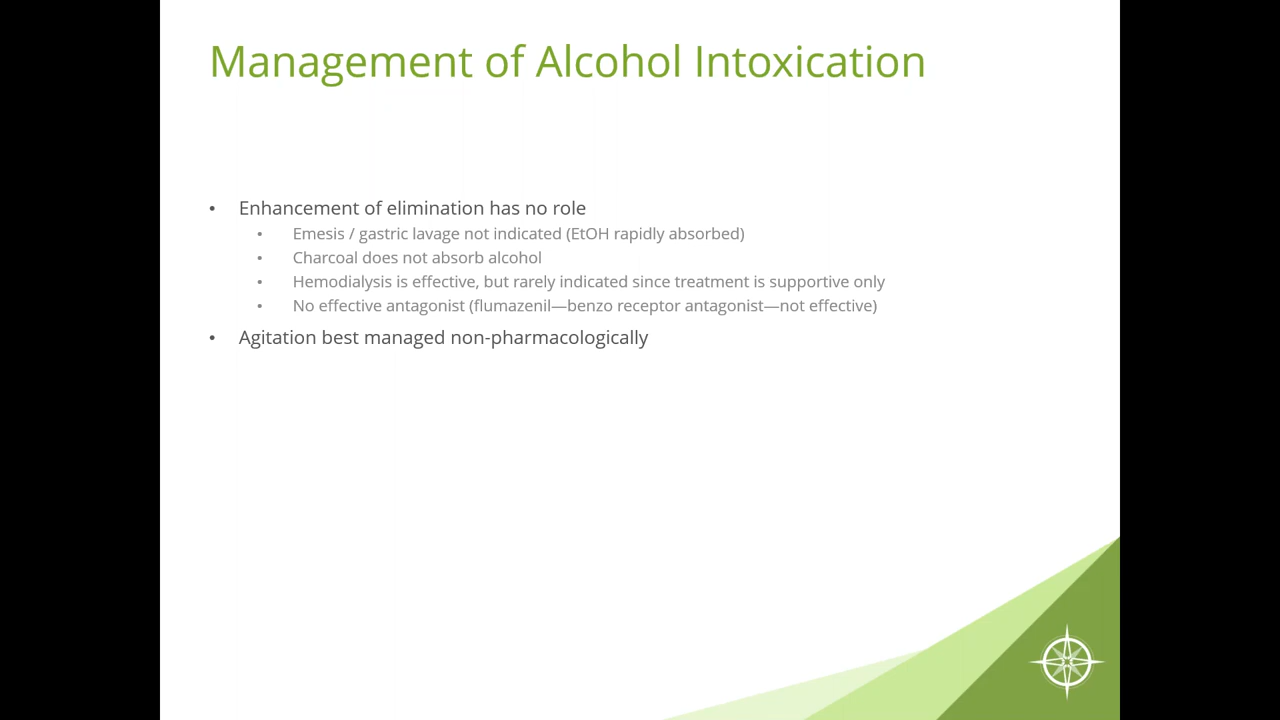 Management of Alcohol Intoxication
• Enhancement of elimination has no role
• Emesis / gastric lavage not indicated (EtOH rapidly absorbed)
• Charcoal does not absorb alcohol
• Hemodialysis is effective, but rarely indicated since treatment is supportive only
• No effective antagonist (flumazenil—benzo receptor antagonist—not effective)
• Agitation best managed non-pharmacologically